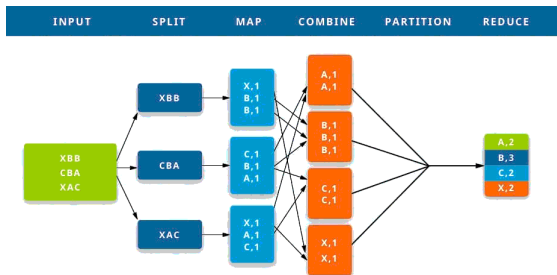 INPUT
SPLIT
MAP
COMBINE
PARTITION
REDUCE
XBB
CBA
XAC
XBB
CBA
XAC
X,1
B,1
B,1
C,1
B,1
A,1
X,1
A,1
C,1
A,1
A,1
B,1
B,1
B,1
C,1
C,1
X,1
X,1
A,2
B,3
C,2
X,2